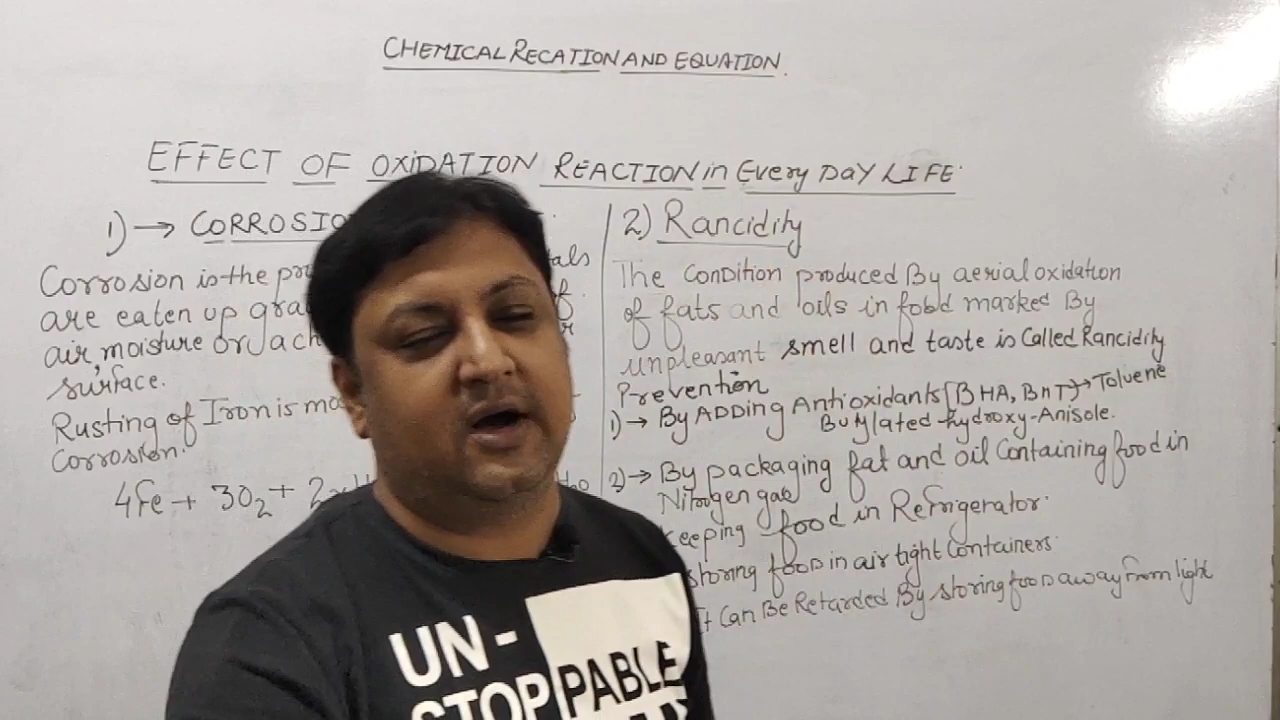 CHEMICAL RECATION AND EQUATION.
EFFECT OF OXIDATION REACTION in Every DAY LIFE.
1) → CORROSIO
Corrosion is the pr
are eaten up gra
air, moisture or a ch
surface.
Rusting of Iron is
Corrosion.
4Fe + 3O2 + 2
2) Rancidity
The Condition produced By aerial oxidation
of fats and oils in food marked By
unpleasant smell and taste is Called Rancidity
Prevention
1) → By ADDING Antioxidants [BHA, BHT] → Toluene
Butylated-hydroxy-Anisole.
2) → By packaging fat and oil Containing food in
Nitrogen gas
keeping food in Refrigerator.
storing food in air tight Containers.
It Can Be Retarded By storing food away from light
UN-
STOPPABLE